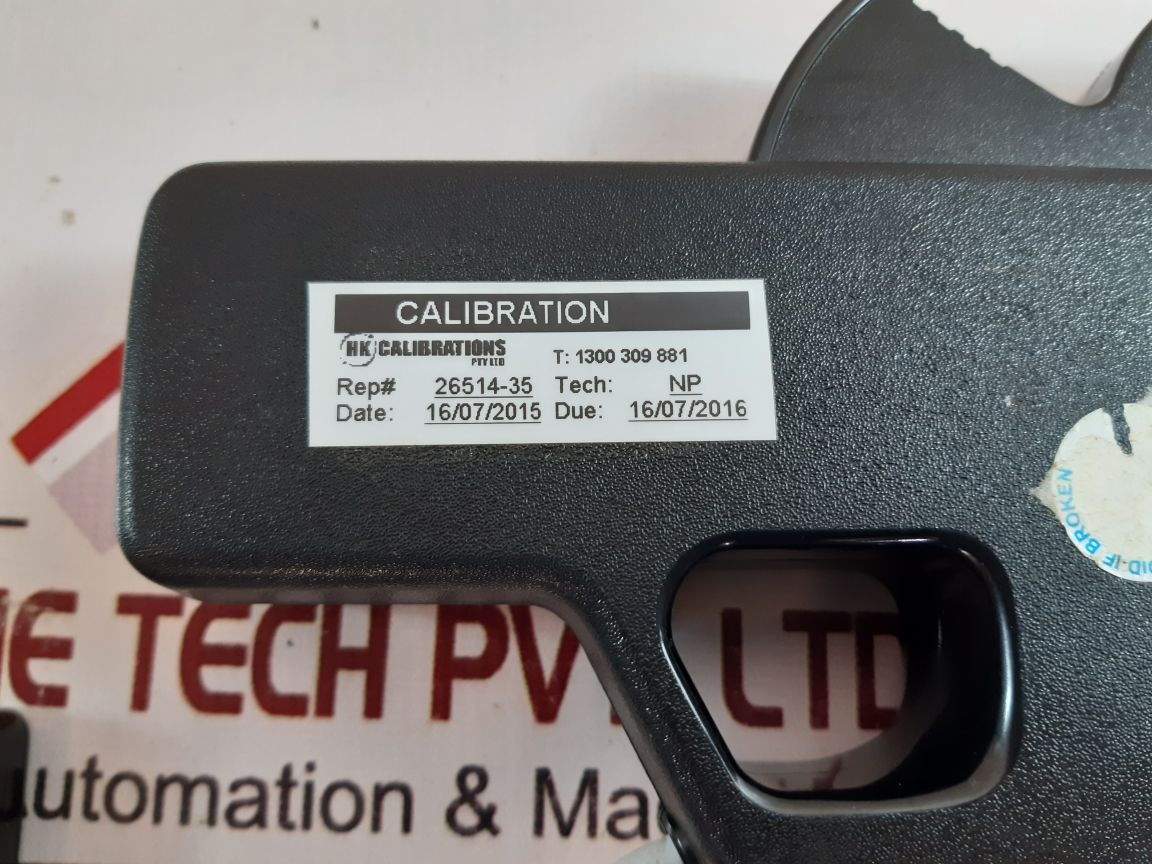 CALIBRATION
HK CALIBRATIONS
PTY LTD
T: 1300 309 881
Rep# 26514-35 Tech: NP
Date: 16/07/2015 Due: 16/07/2016
IF BROKEN
TECH PV LTD
utomation & Ma